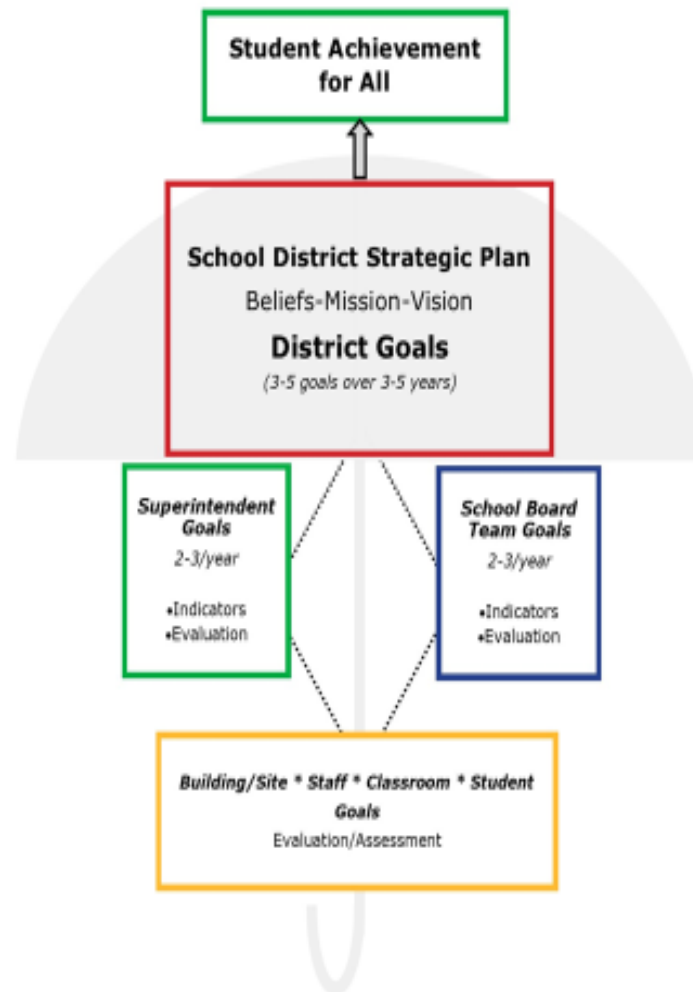 Student Achievement
for All
School District Strategic Plan
Beliefs-Mission-Vision
District Goals
(3-5 goals over 3-5 years)
Superintendent
Goals
2-3/year
•Indicators
•Evaluation
School Board
Team Goals
2-3/year
•Indicators
•Evaluation
Building/Site * Staff * Classroom * Student
Goals
Evaluation/Assessment